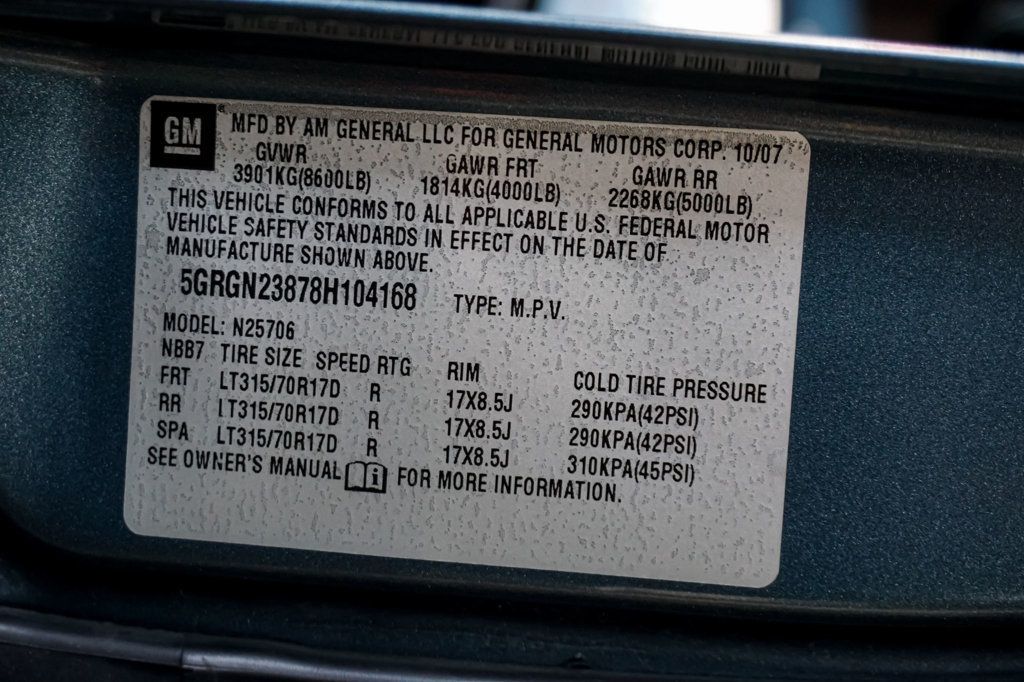 GM MFD BY AM GENERAL LLC FOR GENERAL MOTORS CORP. 10/07
GVWR GAWR FRT GAWR RR
3901KG(8600LB) 1814KG(4000LB) 2268KG(5000LB)
THIS VEHICLE CONFORMS TO ALL APPLICABLE U.S. FEDERAL MOTOR
VEHICLE SAFETY STANDARDS IN EFFECT ON THE DATE OF
MANUFACTURE SHOWN ABOVE.
5GRGN23878H104168 TYPE: M.P.V.
MODEL: N25706
NBB7 TIRE SIZE SPEED RTG RIM COLD TIRE PRESSURE
FRT LT315/70R17D R 17X8.5J 290KPA(42PSI)
RR LT315/70R17D R 17X8.5J 290KPA(42PSI)
SPA LT315/70R17D R 17X8.5J 310KPA(45PSI)
SEE OWNER'S MANUAL i FOR MORE INFORMATION.